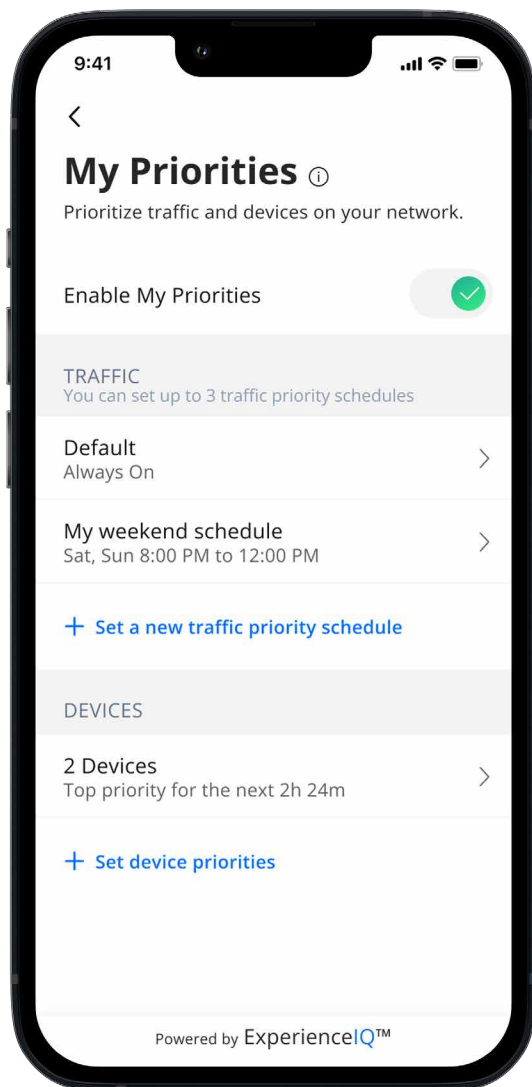 9:41
My Priorities
Prioritize traffic and devices on your network.
Enable My Priorities
TRAFFIC
You can set up to 3 traffic priority schedules
Default
Always On
My weekend schedule
Sat, Sun 8:00 PM to 12:00 PM
+ Set a new traffic priority schedule
DEVICES
2 Devices
Top priority for the next 2h 24m
+ Set device priorities
Powered by ExperienceIQ™